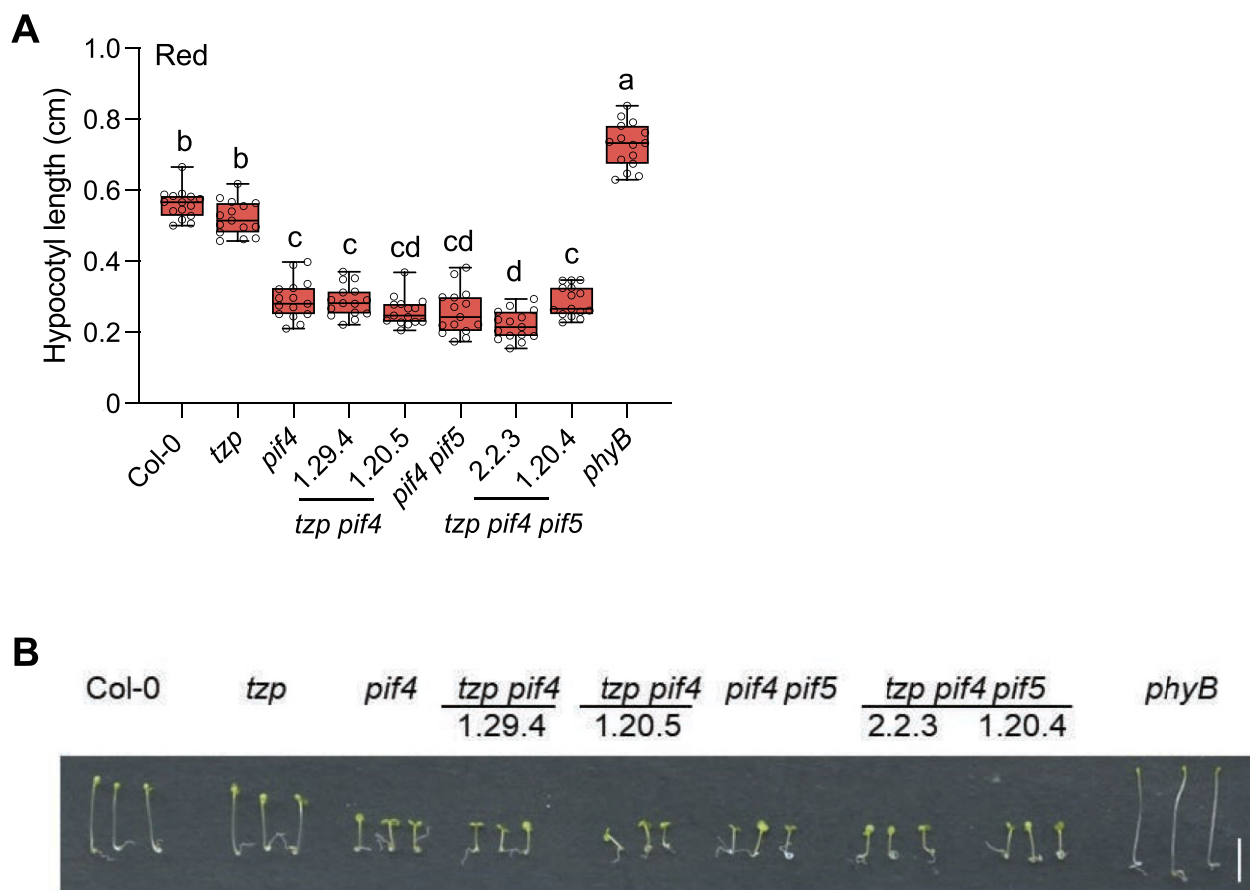 A
Red
Hypocotyl length (cm)
1.0
0.8
0.6
0.4
0.2
0
b
b
c
c
cd
cd
d
c
a
Col-0
tzp
pif4
1.29.4
1.20.5
pif4 pif5
2.2.3
1.20.4
phyB
tzp pif4
tzp pif4 pif5
B
Col-0 tzp pif4 tzp pif4 tzp pif4 pif4 pif5 tzp pif4 pif5 phyB
1.29.4 1.20.5 2.2.3 1.20.4